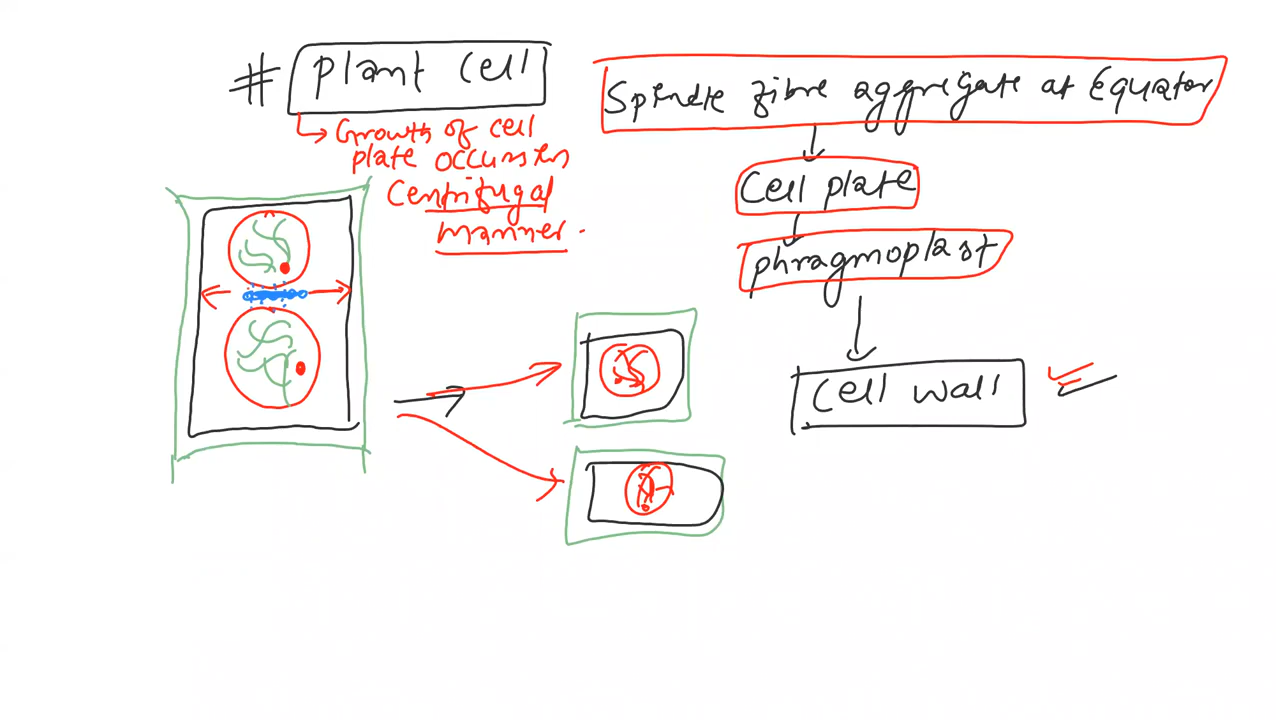 # plant cell
↳ Growth of cell
plate occurs in
Centrifugal
manner.
Spindle fibre aggregate at Equator
Cell plate
phragmoplast
Cell wall